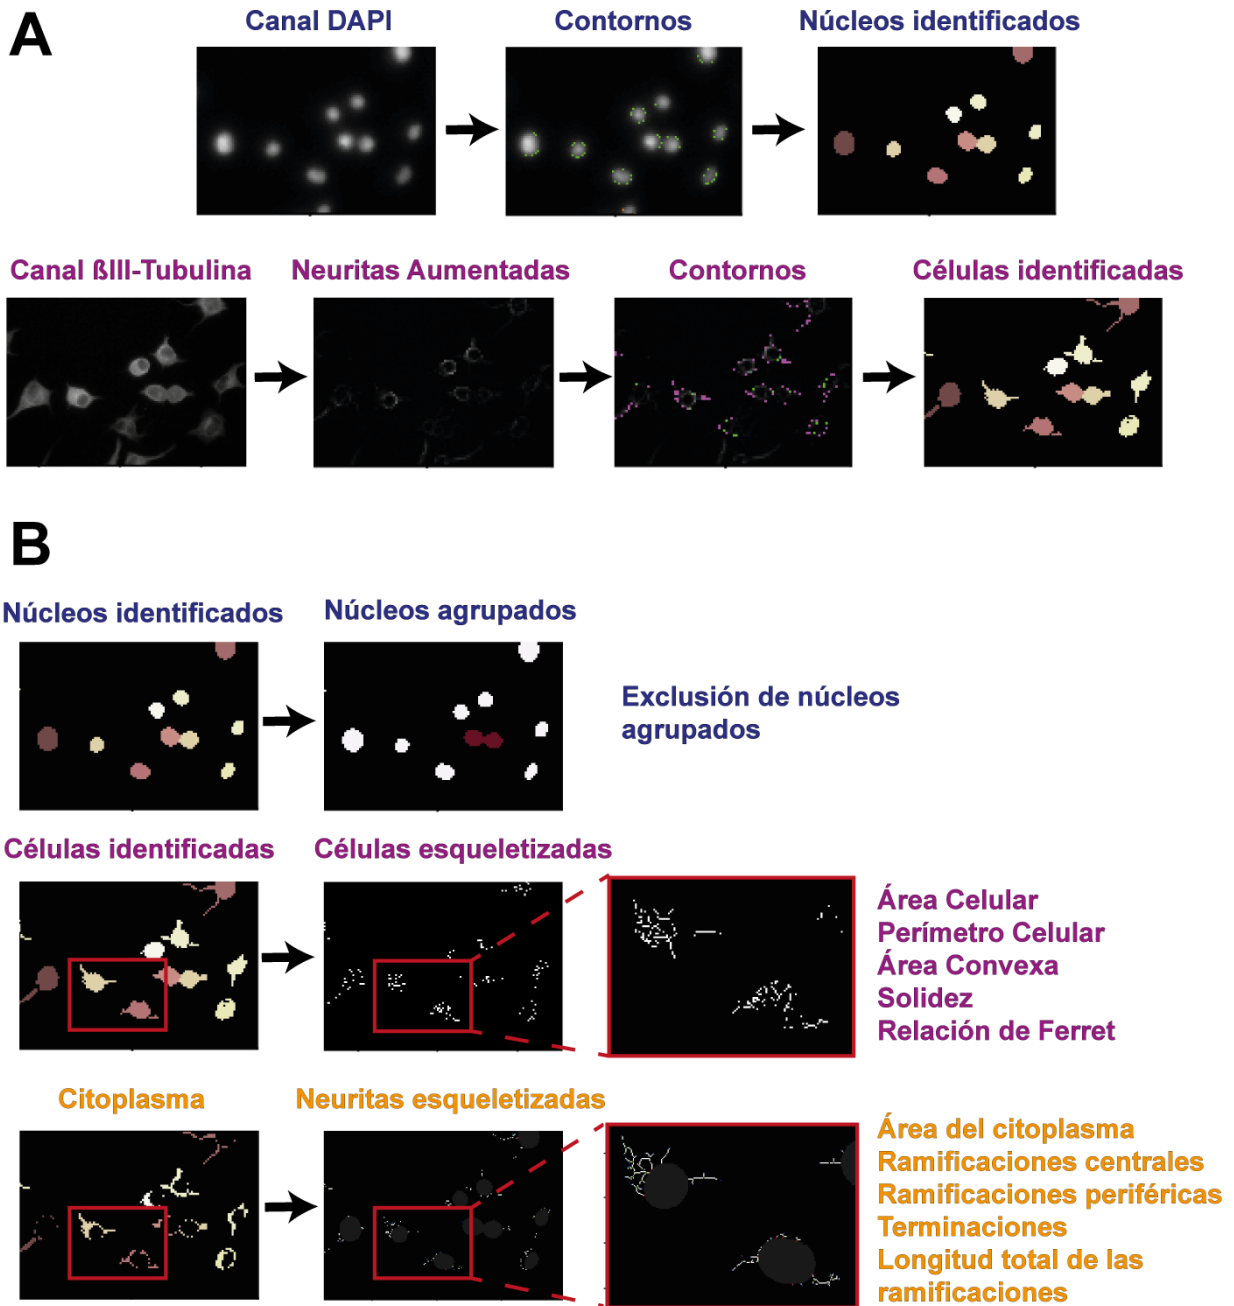 A
Canal DAPI
Contornos
Núcleos identificados
Canal ßIII-Tubulina
Neuritas Aumentadas
Contornos
Células identificadas
B
Núcleos identificados
Núcleos agrupados
Exclusión de núcleos
agrupados
Células identificadas
Células esqueletizadas
Área Celular
Perímetro Celular
Área Convexa
Solidez
Relación de Ferret
Citoplasma
Neuritas esqueletizadas
Área del citoplasma
Ramificaciones centrales
Ramificaciones periféricas
Terminaciones
Longitud total de las
ramificaciones